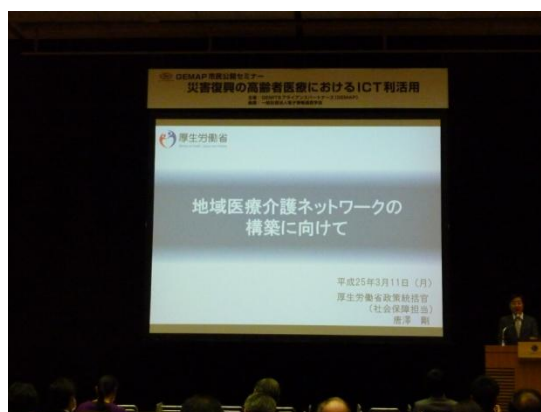 GEMAP 市民公開セミナー
災害復興の高齢者医療におけるICT利活用
厚生労働省
地域医療介護ネットワークの
構築に向けて
平成25年3月11日(月)
厚生労働省政策統括官
(社会保障担当)
唐澤 剛